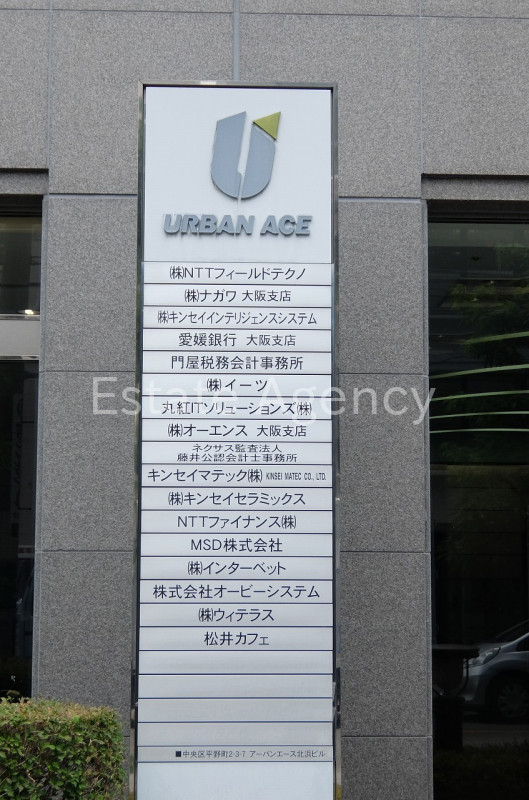 URBAN ACE
㈱NTTフィールドテクノ
㈱ナガワ 大阪支店
㈱キンセイインテリジェンスシステム
愛媛銀行 大阪支店
門屋税務会計事務所
㈱イーツ
Estate Agency
丸紅ITソリューションズ㈱
㈱オーエンス 大阪支店
ネクサス監査法人
藤井公認会計士事務所
キンセイマテック㈱ KINSEI MATEC CO., LTD.
㈱キンセイセラミックス
NTTファイナンス㈱
MSD株式会社
㈱インターベット
株式会社オービーシステム
㈱ウィテラス
松井カフェ
■中央区平野町2-3-7 アーバンエース北浜ビル